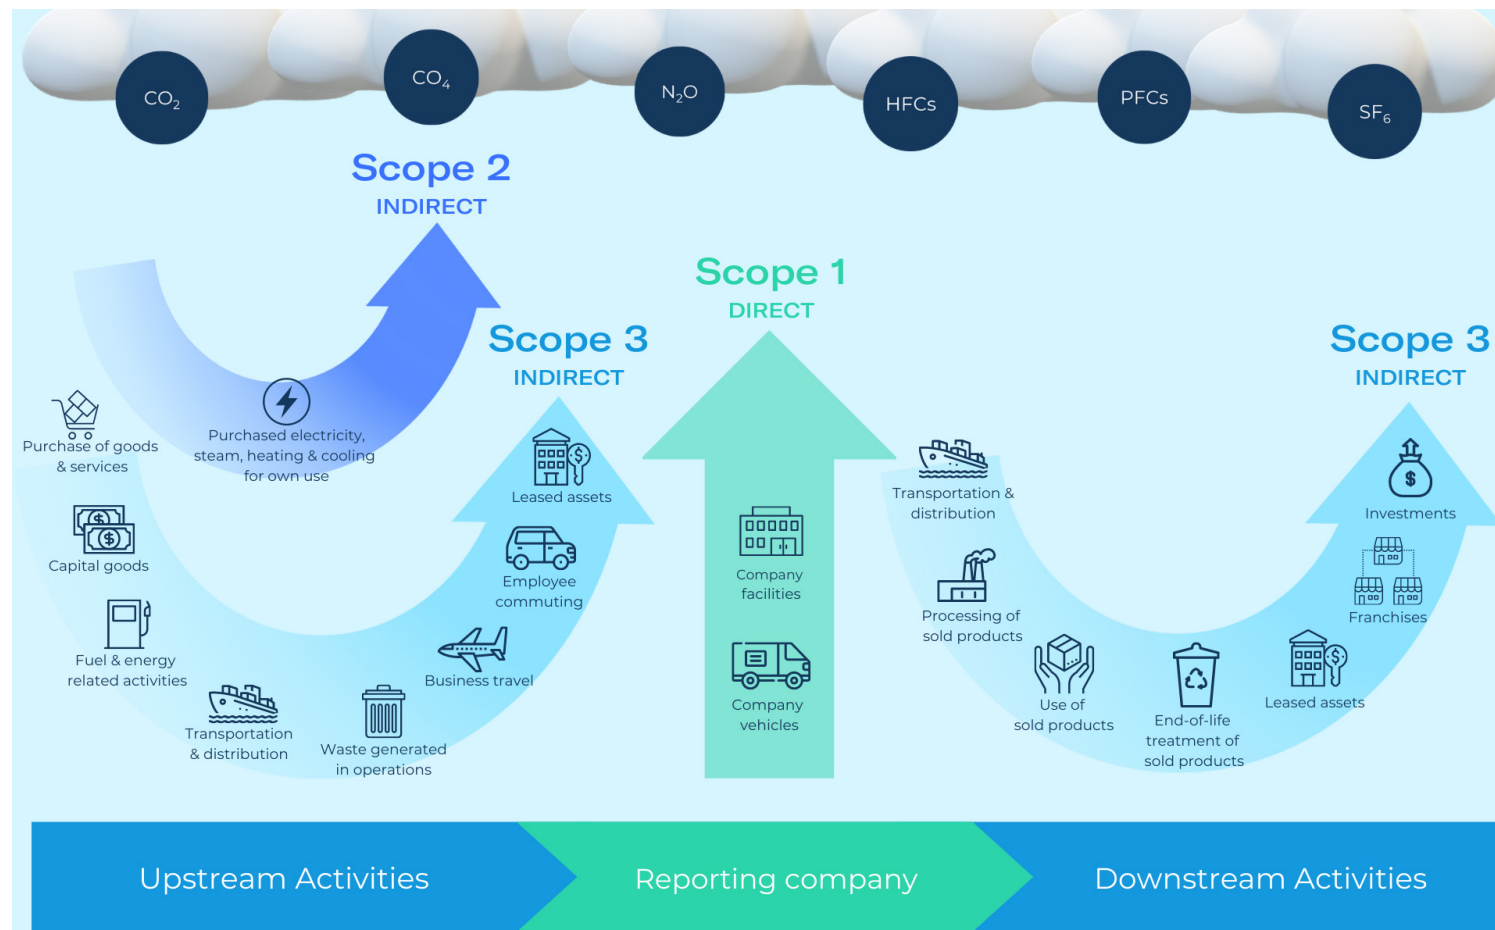 CO₂
CO₄
N₂O
HFCs
PFCs
SF₆
Scope 2
INDIRECT
Purchased electricity,
steam, heating & cooling
for own use
Scope 3
INDIRECT
Purchase of goods
& services
Capital goods
Fuel & energy
related activities
Transportation
& distribution
Waste generated
in operations
Business travel
Employee
commuting
Leased assets
Scope 1
DIRECT
Company
facilities
Company
vehicles
Scope 3
INDIRECT
Transportation &
distribution
Processing of
sold products
Use of
sold products
End-of-life
treatment of
sold products
Leased assets
Franchises
Investments
Upstream Activities
Reporting company
Downstream Activities